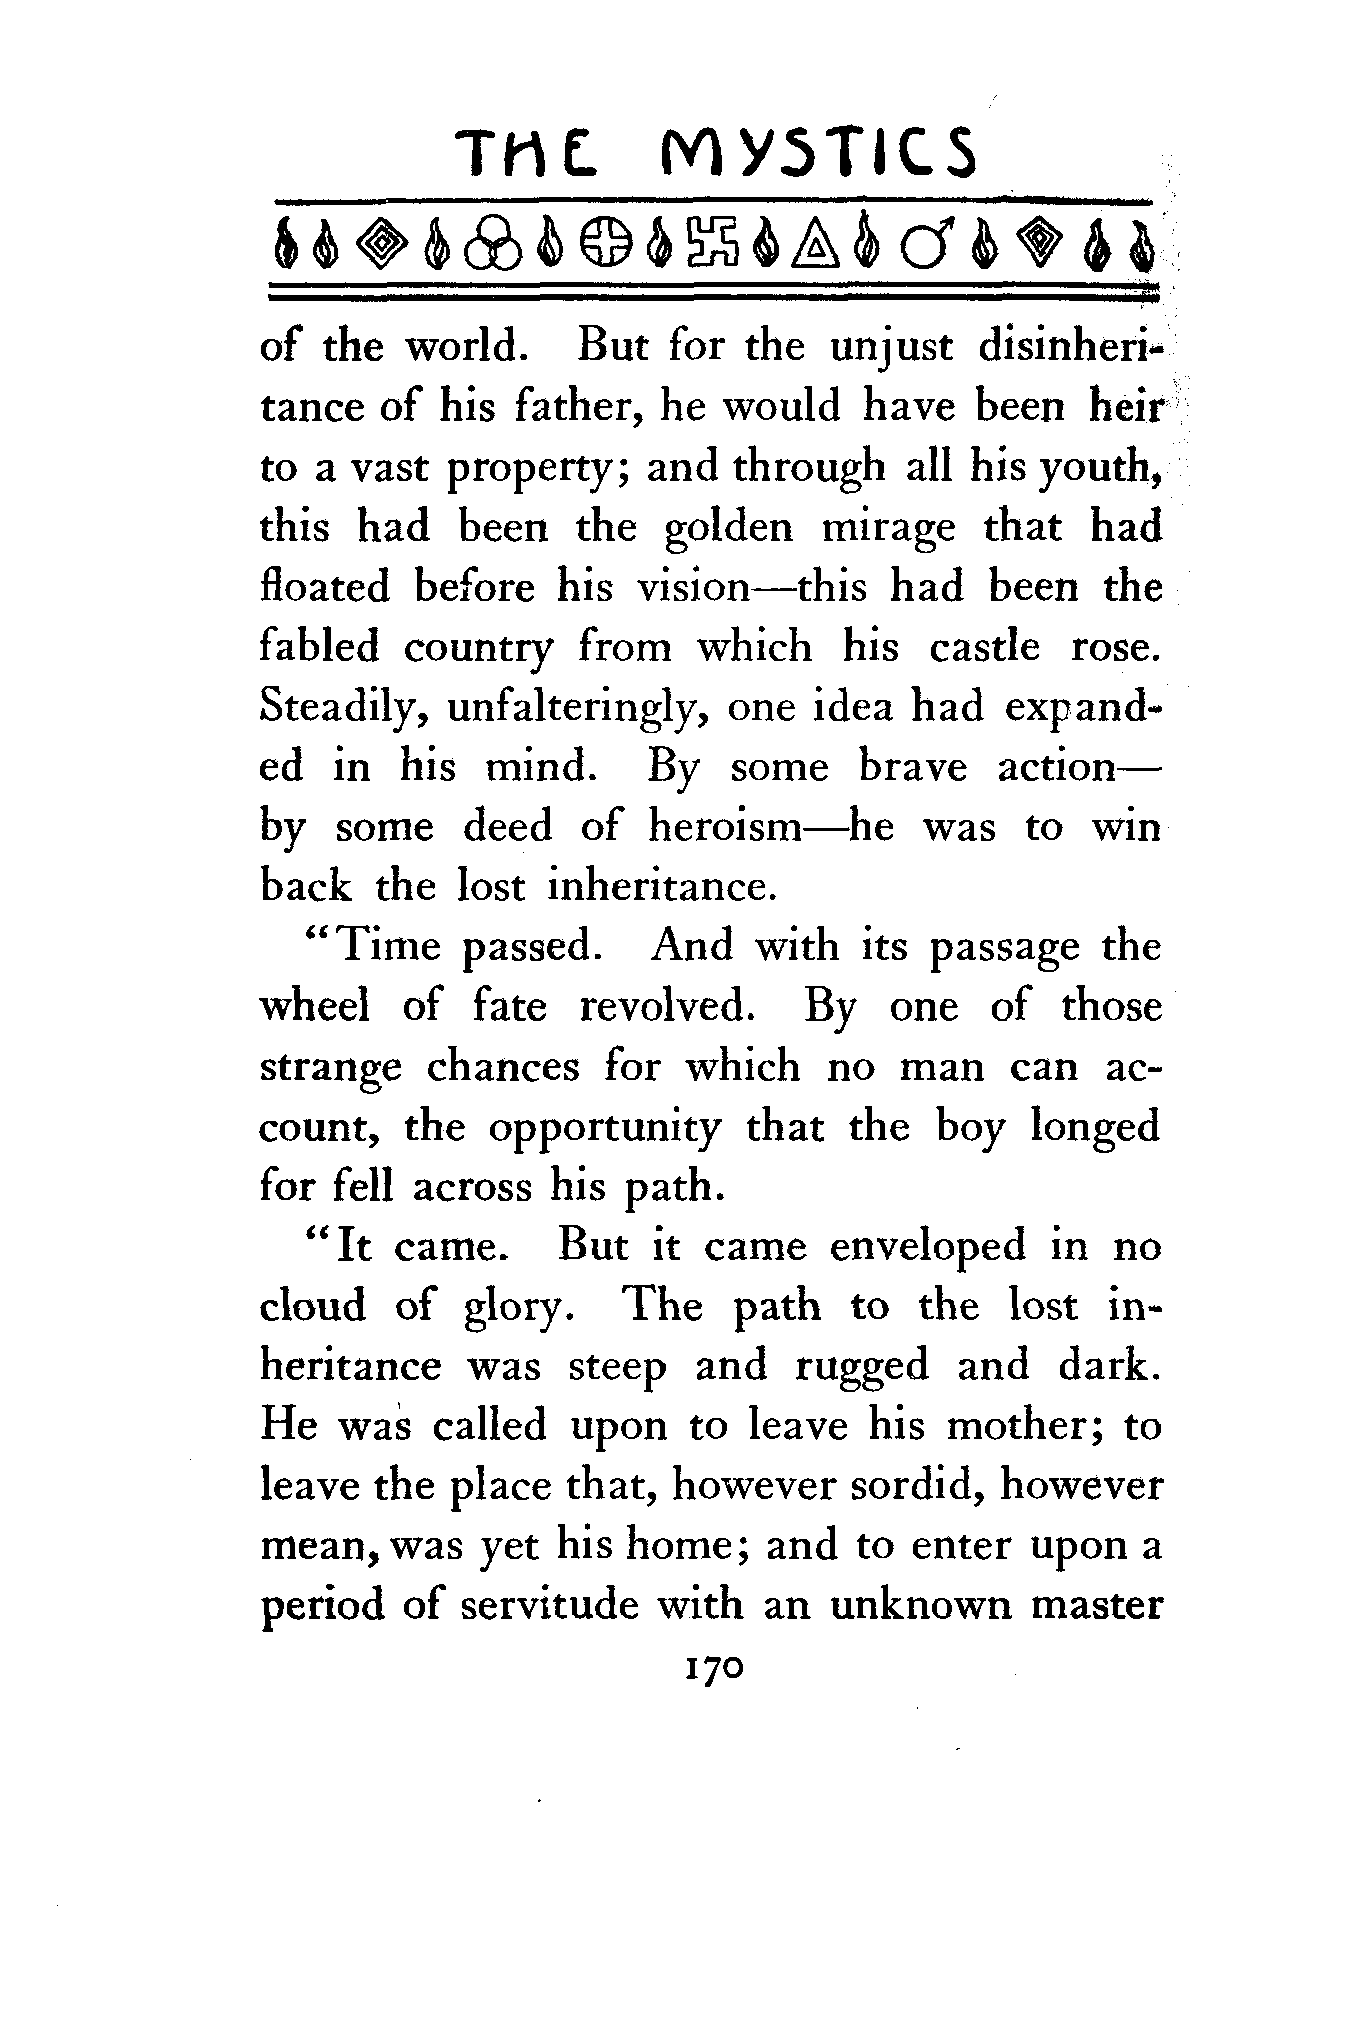 THE MYSTICS
of the world. But for the unjust disinheri-
tance of his father, he would have been heir
to a vast property; and through all his youth,
this had been the golden mirage that had
floated before his vision—this had been the
fabled country from which his castle rose.
Steadily, unfalteringly, one idea had expand-
ed in his mind. By some brave action—
by some deed of heroism—he was to win
back the lost inheritance.
“Time passed. And with its passage the
wheel of fate revolved. By one of those
strange chances for which no man can ac-
count, the opportunity that the boy longed
for fell across his path.
“It came. But it came enveloped in no
cloud of glory. The path to the lost in-
heritance was steep and rugged and dark.
He was called upon to leave his mother; to
leave the place that, however sordid, however
mean, was yet his home; and to enter upon a
period of servitude with an unknown master
170